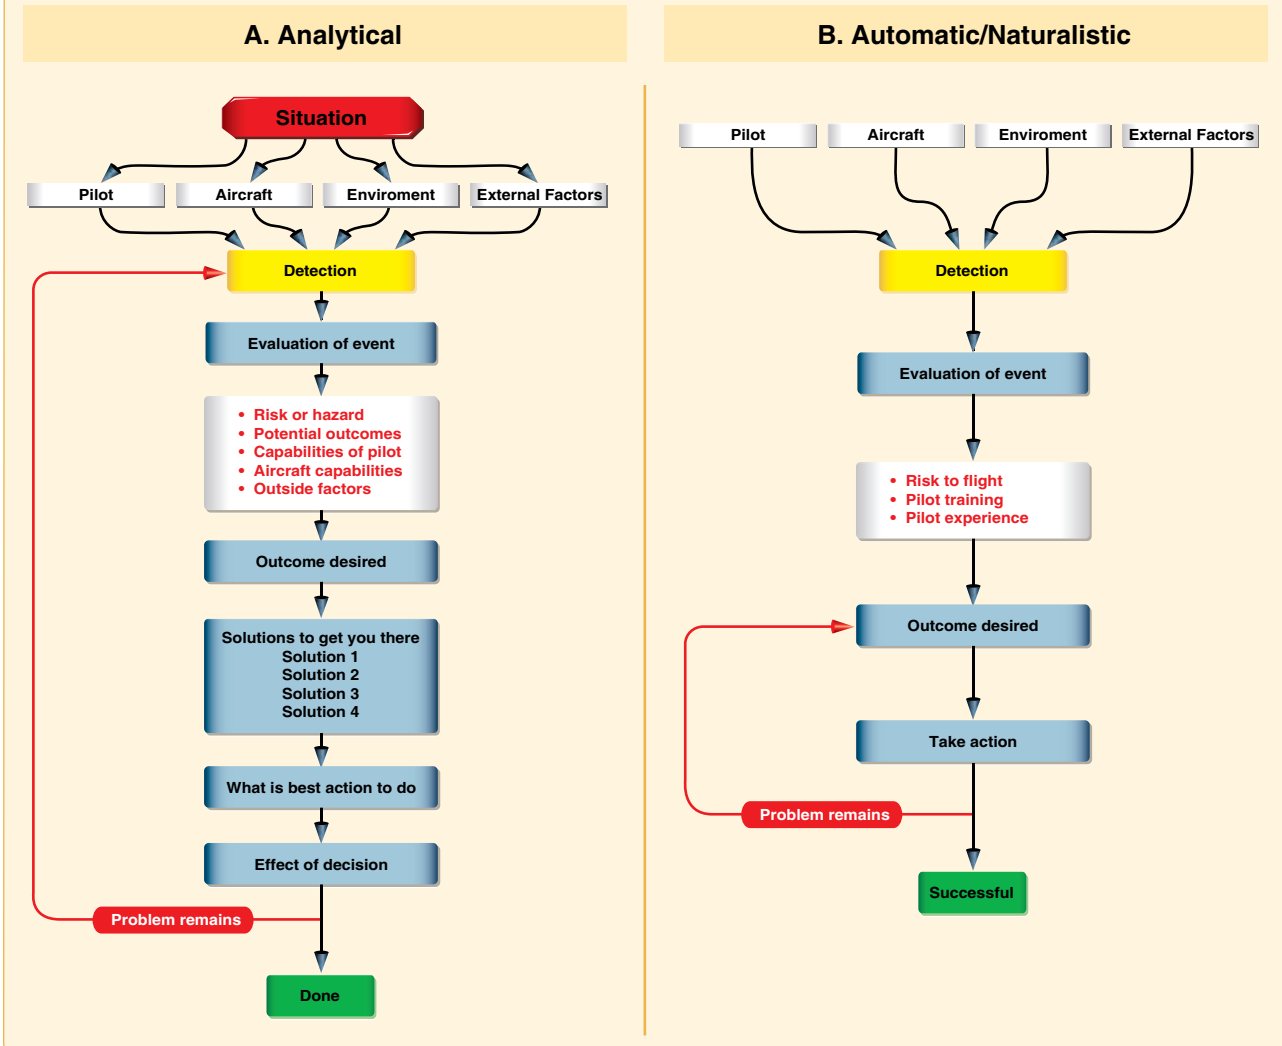 A. Analytical
Situation
Pilot
Aircraft
Enviroment
External Factors
Detection
Evaluation of event
• Risk or hazard
• Potential outcomes
• Capabilities of pilot
• Aircraft capabilities
• Outside factors
Outcome desired
Solutions to get you there
Solution 1
Solution 2
Solution 3
Solution 4
What is best action to do
Effect of decision
Problem remains
Done
B. Automatic/Naturalistic
Pilot
Aircraft
Enviroment
External Factors
Detection
Evaluation of event
• Risk to flight
• Pilot training
• Pilot experience
Outcome desired
Take action
Problem remains
Successful